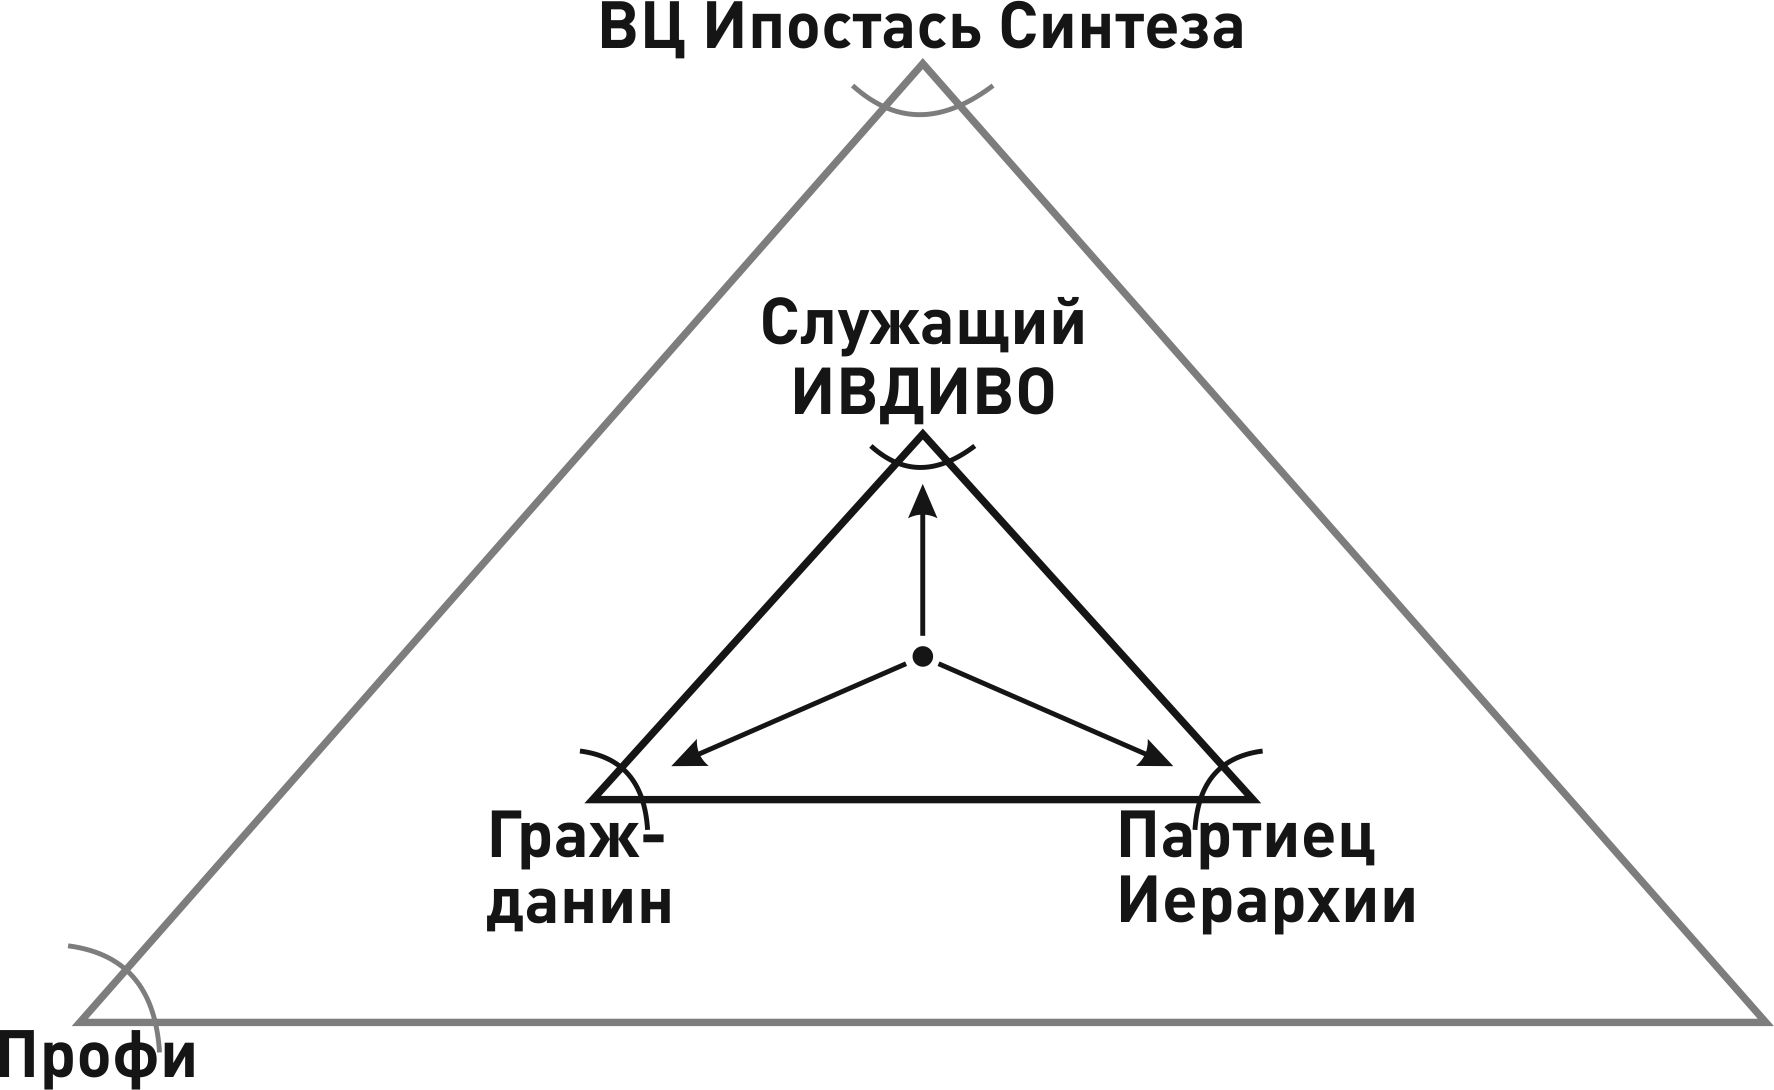 ВЦ Ипостась Синтеза
Служащий
ИВДИВО
Граж-
данин
Партиец
Иерархии
Профи